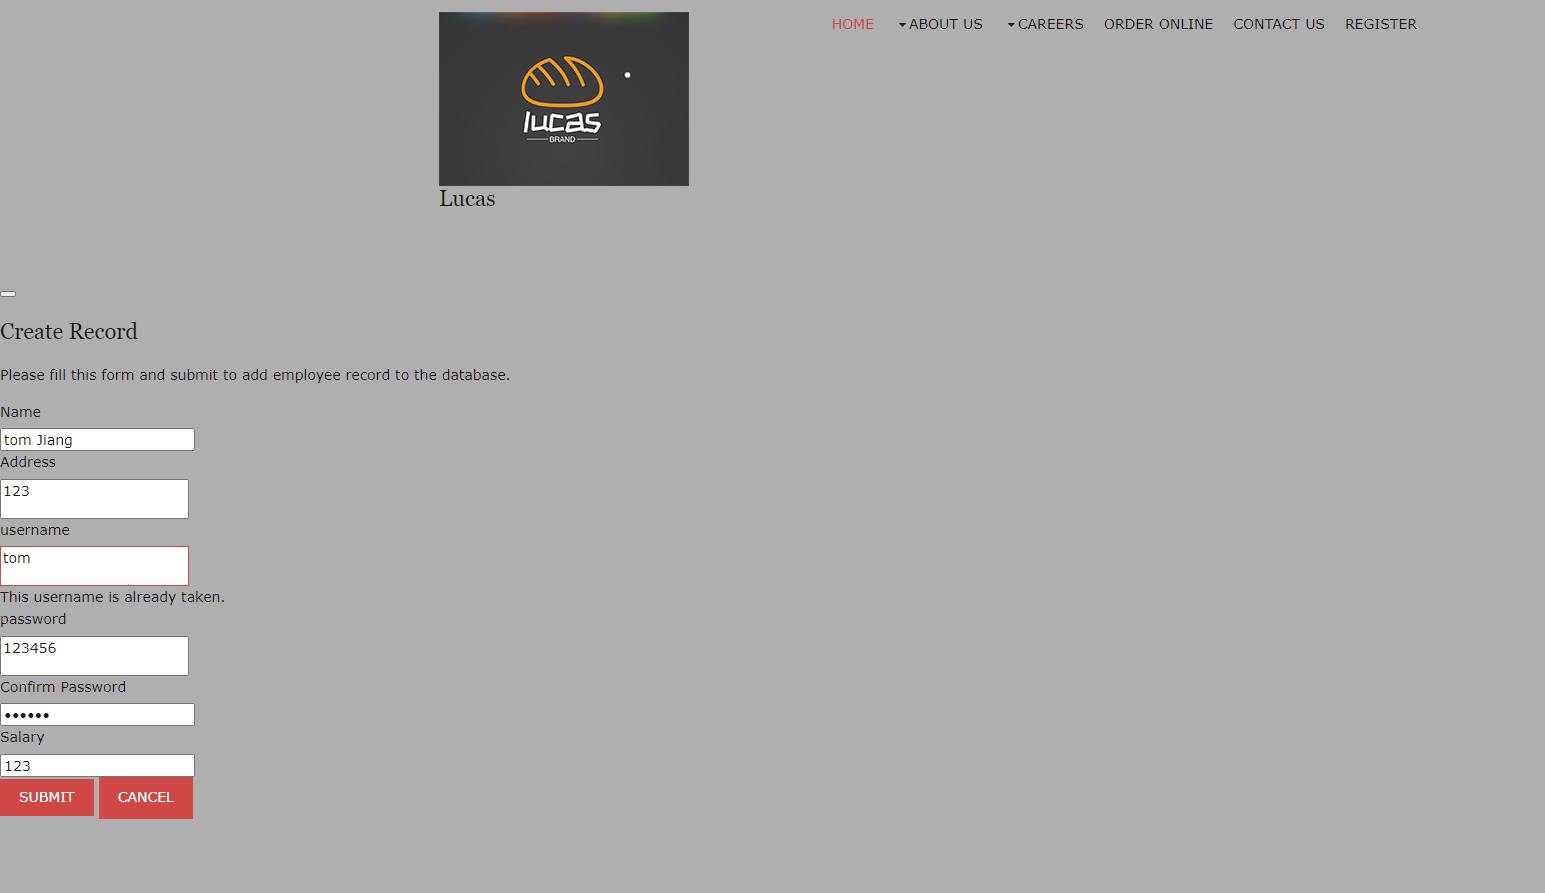 HOME ABOUT US CAREERS ORDER ONLINE CONTACT US REGISTER
lucas
BRAND
Lucas
Create Record
Please fill this form and submit to add employee record to the database.
Name
tom Jiang
Address
123
username
tom
This username is already taken.
password
123456
Confirm Password
••••••
Salary
123
SUBMIT CANCEL